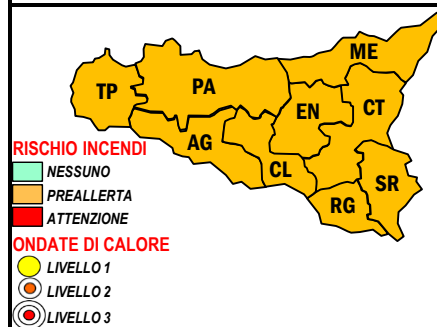 ME
TP
PA
EN
CT
AG
CL
SR
RG
RISCHIO INCENDI
NESSUNO
PREALLERTA
ATTENZIONE
ONDATE DI CALORE
LIVELLO 1
LIVELLO 2
LIVELLO 3